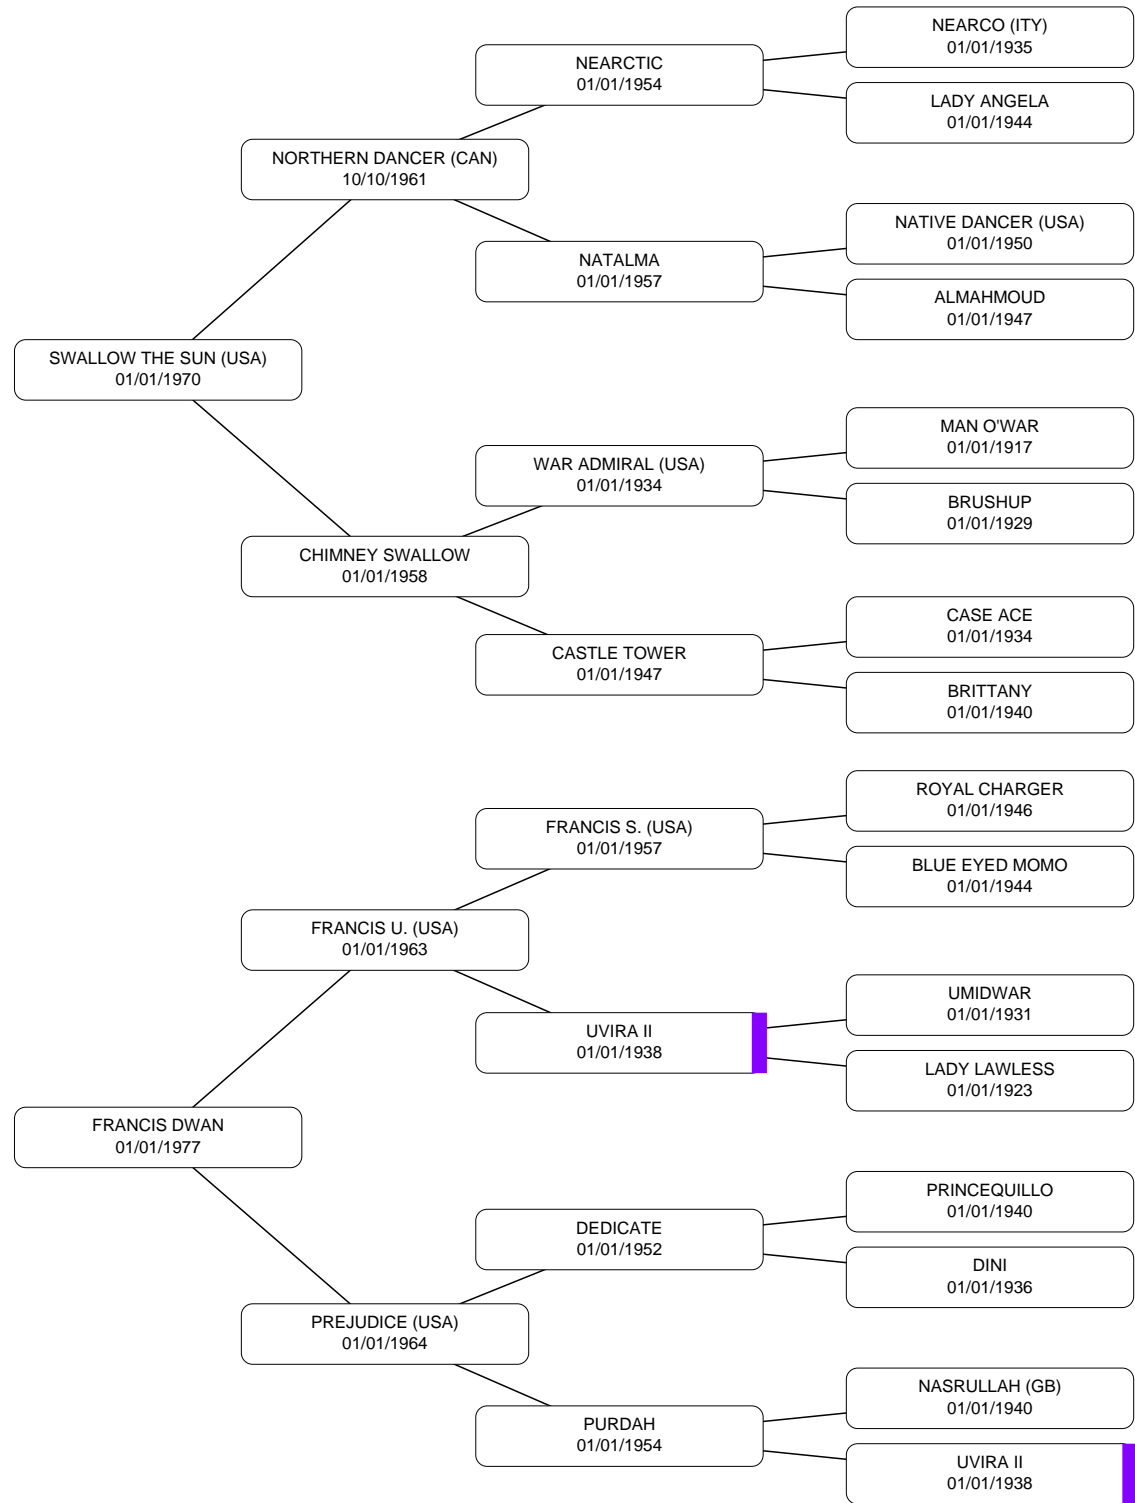 NEARCO (ITY)
01/01/1935
NEARCTIC
01/01/1954
LADY ANGELA
01/01/1944
NORTHERN DANCER (CAN)
10/10/1961
NATIVE DANCER (USA)
01/01/1950
NATALMA
01/01/1957
ALMAHMOUD
01/01/1947
SWALLOW THE SUN (USA)
01/01/1970
MAN O'WAR
01/01/1917
WAR ADMIRAL (USA)
01/01/1934
BRUSHUP
01/01/1929
CHIMNEY SWALLOW
01/01/1958
CASE ACE
01/01/1934
CASTLE TOWER
01/01/1947
BRITTANY
01/01/1940
ROYAL CHARGER
01/01/1946
FRANCIS S. (USA)
01/01/1957
BLUE EYED MOMO
01/01/1944
FRANCIS U. (USA)
01/01/1963
UMIDWAR
01/01/1931
UVIRA II
01/01/1938
LADY LAWLESS
01/01/1923
FRANCIS DWAN
01/01/1977
PRINCEQUILLO
01/01/1940
DEDICATE
01/01/1952
DINI
01/01/1936
PREJUDICE (USA)
01/01/1964
NASRULLAH (GB)
01/01/1940
PURDAH
01/01/1954
UVIRA II
01/01/1938